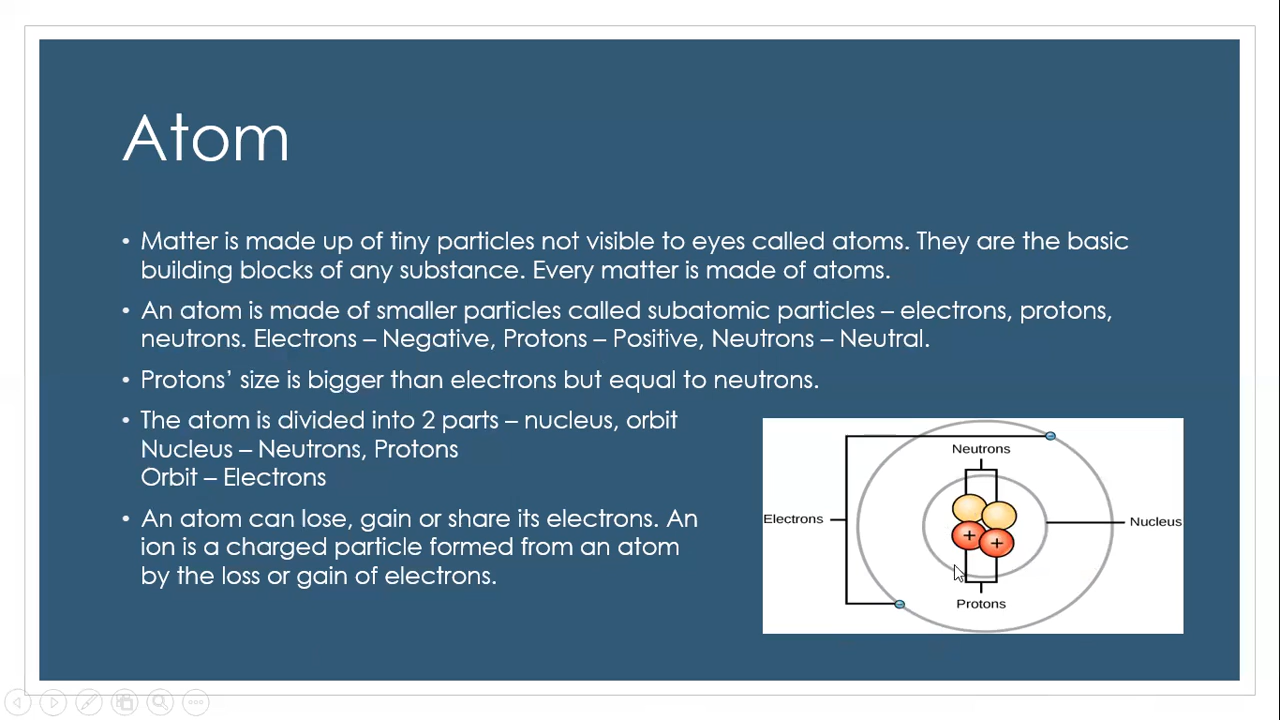 Atom
• Matter is made up of tiny particles not visible to eyes called atoms. They are the basic
building blocks of any substance. Every matter is made of atoms.
• An atom is made of smaller particles called subatomic particles – electrons, protons,
neutrons. Electrons – Negative, Protons – Positive, Neutrons – Neutral.
• Protons’ size is bigger than electrons but equal to neutrons.
• The atom is divided into 2 parts – nucleus, orbit
Nucleus – Neutrons, Protons
Orbit – Electrons
• An atom can lose, gain or share its electrons. An
ion is a charged particle formed from an atom
by the loss or gain of electrons.
Neutrons
Electrons
Nucleus
+ +
Protons